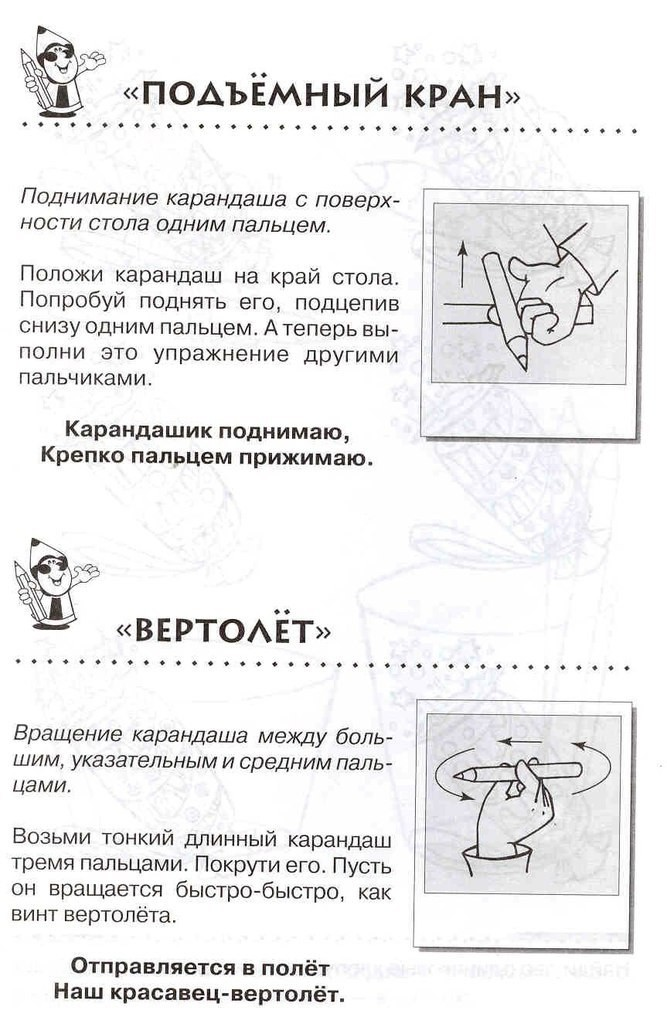 «ПОДЪЁМНЫЙ КРАН»
Поднимание карандаша с поверх-
ности стола одним пальцем.
Положи карандаш на край стола.
Попробуй поднять его, подцепив
снизу одним пальцем. А теперь вы-
полни это упражнение другими
пальчиками.
Карандашик поднимаю,
Крепко пальцем прижимаю.
«ВЕРТОЛЁТ»
Вращение карандаша между боль-
шим, указательным и средним паль-
цами.
Возьми тонкий длинный карандаш
тремя пальцами. Покрути его. Пусть
он вращается быстро-быстро, как
винт вертолёта.
Отправляется в полёт
Наш красавец-вертолёт.